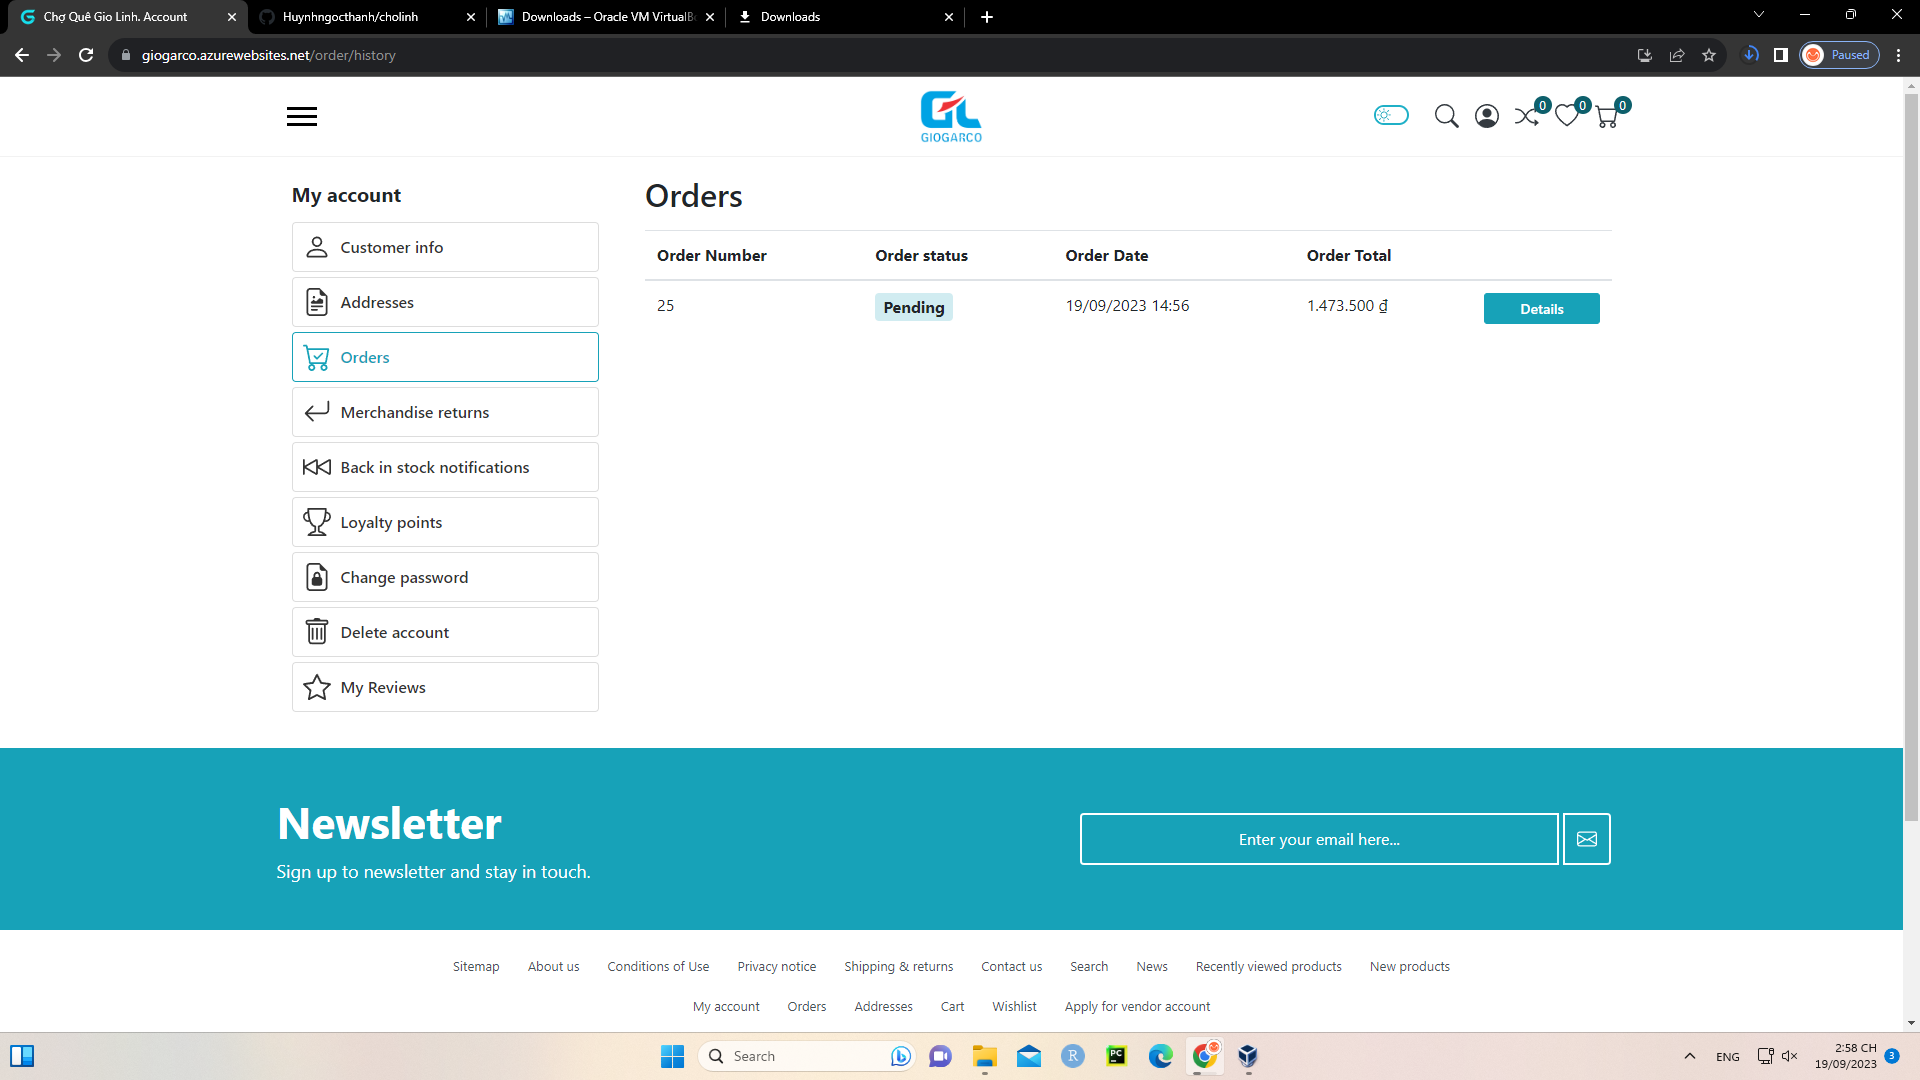 Chợ Quê Gio Linh. Account
Huynhngocthanh/cholinh
Downloads – Oracle VM VirtualB
Downloads
giogarco.azurewebsites.net/order/history
Paused
GIOGARCO
0
0
0
My account
Customer info
Addresses
Orders
Merchandise returns
Back in stock notifications
Loyalty points
Change password
Delete account
My Reviews
Orders
Order Number Order status Order Date Order Total
25 Pending 19/09/2023 14:56 1.473.500 ₫ Details
Newsletter
Sign up to newsletter and stay in touch.
Enter your email here...
Sitemap About us Conditions of Use Privacy notice Shipping & returns Contact us Search News Recently viewed products New products
My account Orders Addresses Cart Wishlist Apply for vendor account
Search
R
PC
ENG
2:58 CH
19/09/2023
3